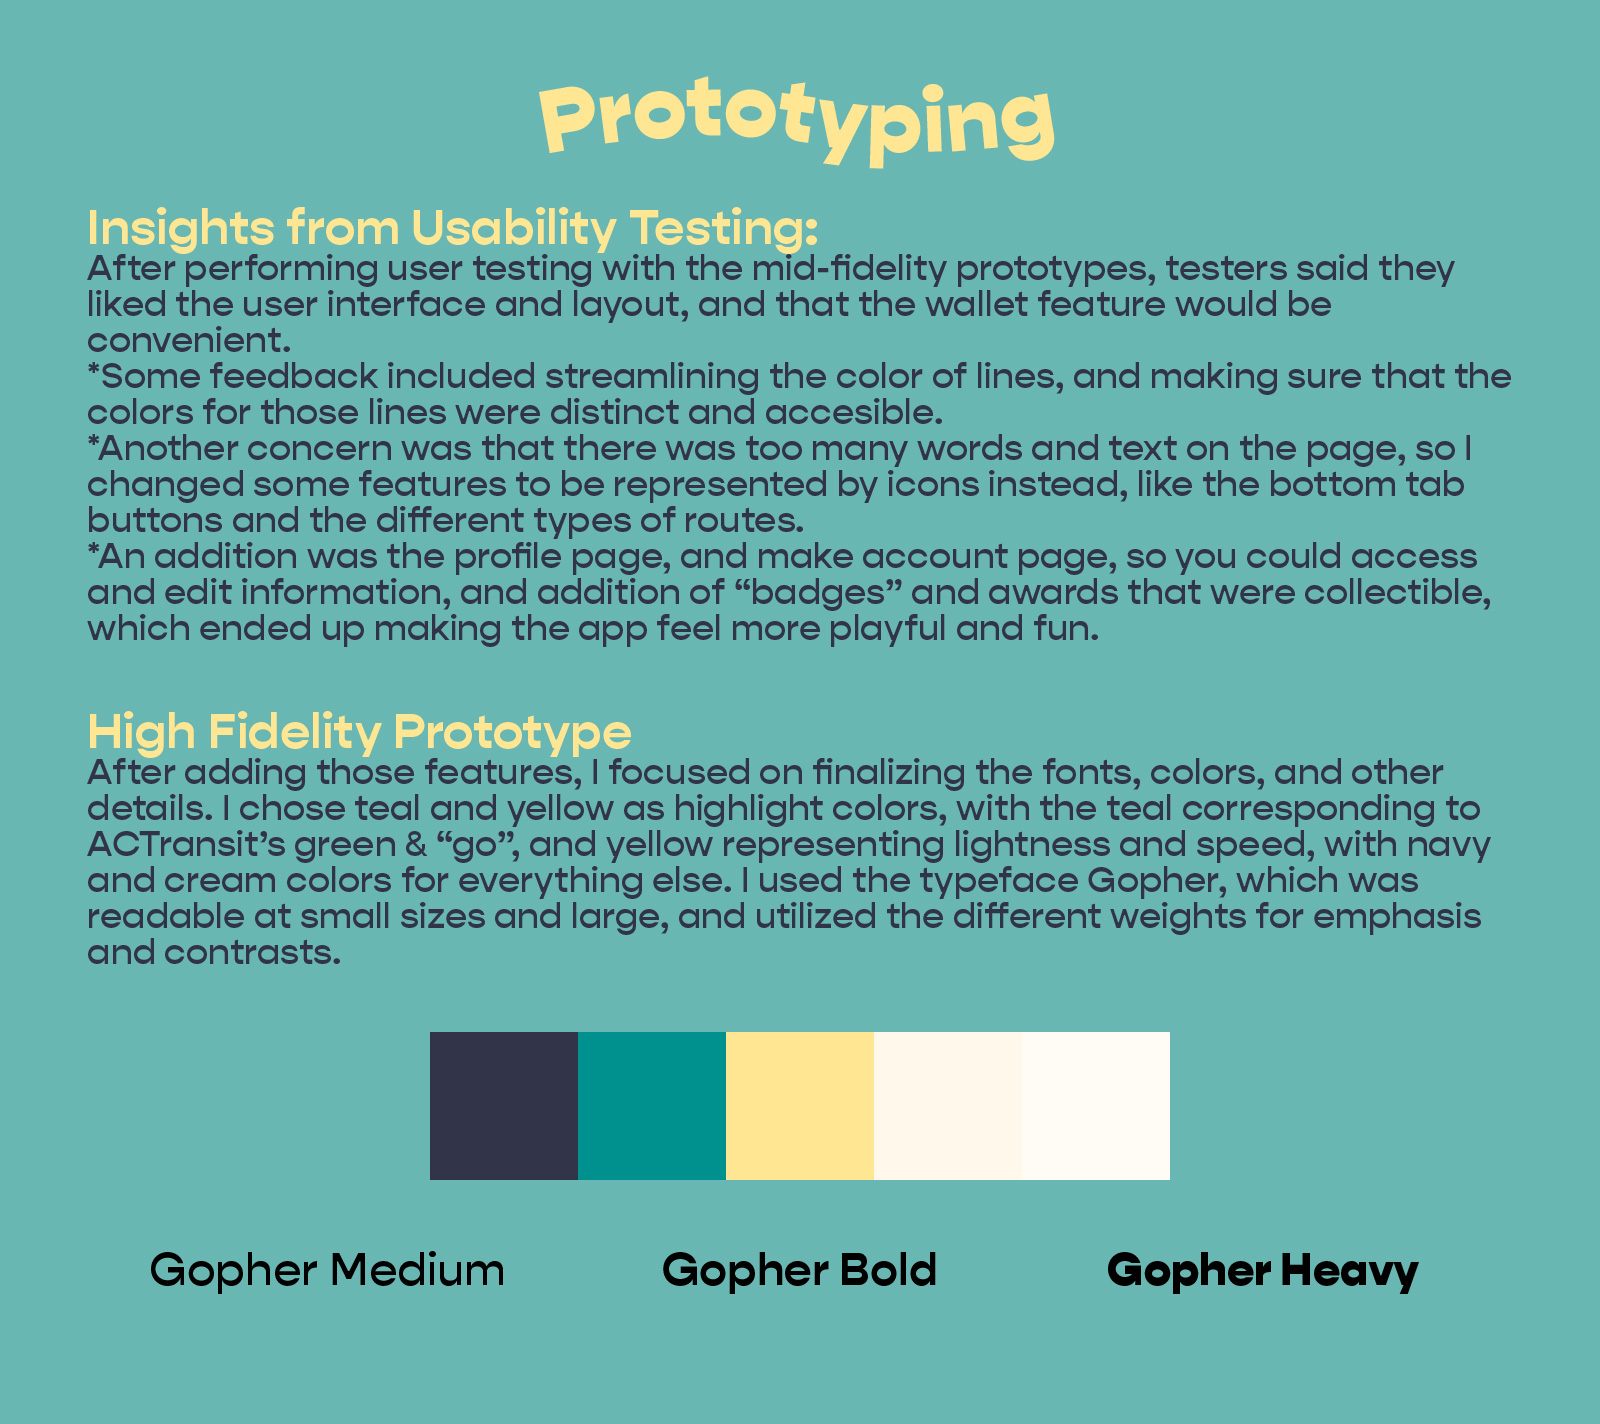 Prototyping
Insights from Usability Testing:
After performing user testing with the mid-fidelity prototypes, testers said they
liked the user interface and layout, and that the wallet feature would be
convenient.
*Some feedback included streamlining the color of lines, and making sure that the
colors for those lines were distinct and accesible.
*Another concern was that there was too many words and text on the page, so I
changed some features to be represented by icons instead, like the bottom tab
buttons and the different types of routes.
*An addition was the profile page, and make account page, so you could access
and edit information, and addition of “badges” and awards that were collectible,
which ended up making the app feel more playful and fun.
High Fidelity Prototype
After adding those features, I focused on finalizing the fonts, colors, and other
details. I chose teal and yellow as highlight colors, with the teal corresponding to
ACTransit’s green & “go”, and yellow representing lightness and speed, with navy
and cream colors for everything else. I used the typeface Gopher, which was
readable at small sizes and large, and utilized the different weights for emphasis
and contrasts.
Gopher Medium
Gopher Bold
Gopher Heavy